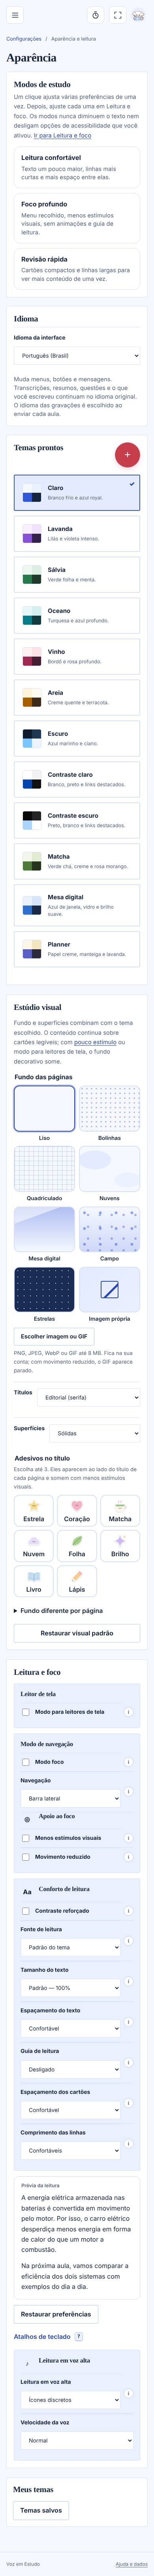 Configurações / Aparência e leitura
Aparência
Modos de estudo
Um clique ajusta várias preferências de uma
vez. Depois, ajuste cada uma em Leitura e
foco. Os modos nunca diminuem o texto nem
desligam opções de acessibilidade que você
ativou. Ir para Leitura e foco
Leitura confortável
Texto um pouco maior, linhas mais
curtas e mais espaço entre elas.
Foco profundo
Menu recolhido, menos estímulos
visuais, sem animações e guia de
leitura.
Revisão rápida
Cartões compactos e linhas largas para
ver mais conteúdo de uma vez.
Idioma
Idioma da interface
Português (Brasil)
Muda menus, botões e mensagens.
Transcrições, resumos, questões e o que
você escreveu continuam no idioma original.
O idioma das gravações é escolhido ao
enviar cada aula.
Temas prontos
+
Claro
Branco frio e azul royal.
Lavanda
Lilás e violeta intenso.
Sálvia
Verde folha e menta.
Oceano
Turquesa e azul profundo.
Vinho
Bordô e rosa profundo.
Areia
Creme quente e terracota.
Escuro
Azul marinho e ciano.
Contraste claro
Branco, preto e links destacados.
Contraste escuro
Preto, branco e links destacados.
Matcha
Verde chá, creme e rosa morango.
Mesa digital
Azul de janela, vidro e brilho
suave.
Planner
Papel creme, manteiga e lavanda.
Estúdio visual
Fundo e superfícies combinam com o tema
escolhido. O conteúdo continua sobre
cartões legíveis; com pouco estímulo ou
modo para leitores de tela, o fundo
decorativo some.
Fundo das páginas
Liso
Bolinhas
Quadriculado
Nuvens
Mesa digital
Campo
Estrelas
Imagem própria
Escolher imagem ou GIF
PNG, JPEG, WebP ou GIF até 8 MB. Fica na sua
conta; com movimento reduzido, o GIF aparece
parado.
Títulos
Editorial (serifa)
Superfícies
Sólidas
Adesivos no título
Escolha até 3. Eles aparecem ao lado do título de
cada página e somem com menos estímulos
visuais.
Estrela
Coração
Matcha
Nuvem
Folha
Brilho
Livro
Lápis
Fundo diferente por página
Restaurar visual padrão
Leitura e foco
Leitor de tela
Modo para leitores de tela
Modo de navegação
Modo foco
Navegação
Barra lateral
Apoio ao foco
Menos estímulos visuais
Movimento reduzido
Aa Conforto de leitura
Contraste reforçado
Fonte de leitura
Padrão do tema
Tamanho do texto
Padrão — 100%
Espaçamento do texto
Confortável
Guia de leitura
Desligado
Espaçamento dos cartões
Confortável
Comprimento das linhas
Confortáveis
Prévia da leitura
A energia elétrica armazenada nas
baterias é convertida em movimento
pelo motor. Por isso, o carro elétrico
desperdiça menos energia em forma
de calor do que um motor a
combustão.
Na próxima aula, vamos comparar a
eficiência dos dois sistemas com
exemplos do dia a dia.
Restaurar preferências
Atalhos de teclado ?
Leitura em voz alta
Leitura em voz alta
Ícones discretos
Velocidade da voz
Normal
Meus temas
Temas salvos
Voz em Estudo
Ajuda e dados